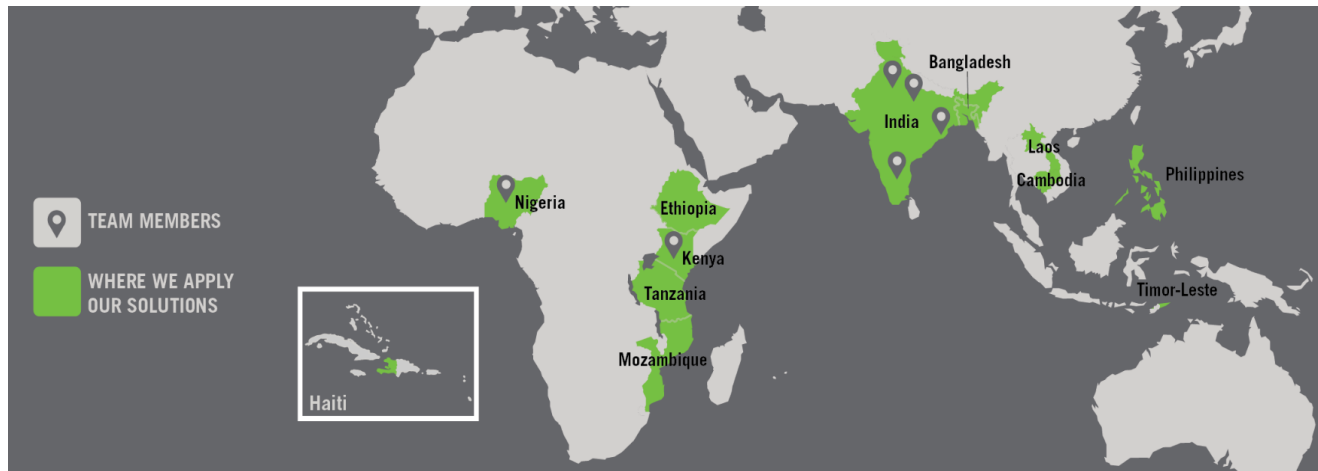 TEAM MEMBERS
WHERE WE APPLY
OUR SOLUTIONS
Haiti
Nigeria
Ethiopia
Kenya
Tanzania
Mozambique
Bangladesh
India
Laos
Cambodia
Philippines
Timor-Leste